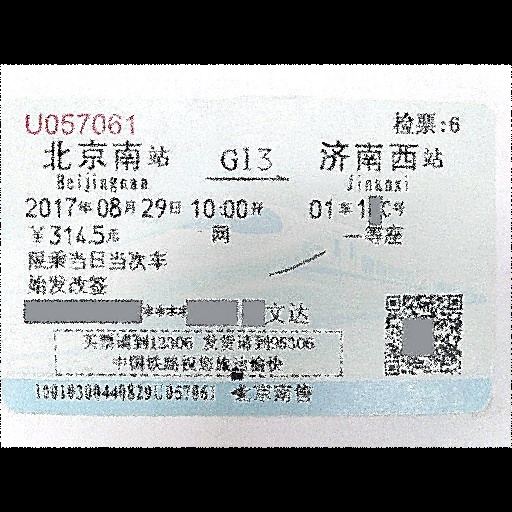 U057061
检票:6
北京南站 G13 济南西站
Beijingnan Jinanxi
2017年08月29日 10:00开 01车1 C号
￥314.5元 网 一等座
限乘当日当次车
始发改签
**** 文达
买票请到12306 发货请到95306
中国铁路祝您旅途愉快
10010300440829U057061 北京南售